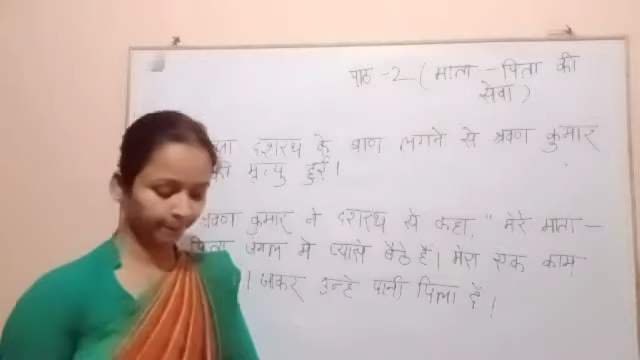 पाठ -2 ( माता - पिता की
सेवा )
दशरथ के बाण लगने से श्रवण कुमार
की मृत्यु हुई।
श्रवण कुमार ने दशरथ से कहा, " मेरे माता -
पिता जंगल में प्यासे बैठे है। मेरा एक काम
। जाकर उन्हे पानी पिला दें।